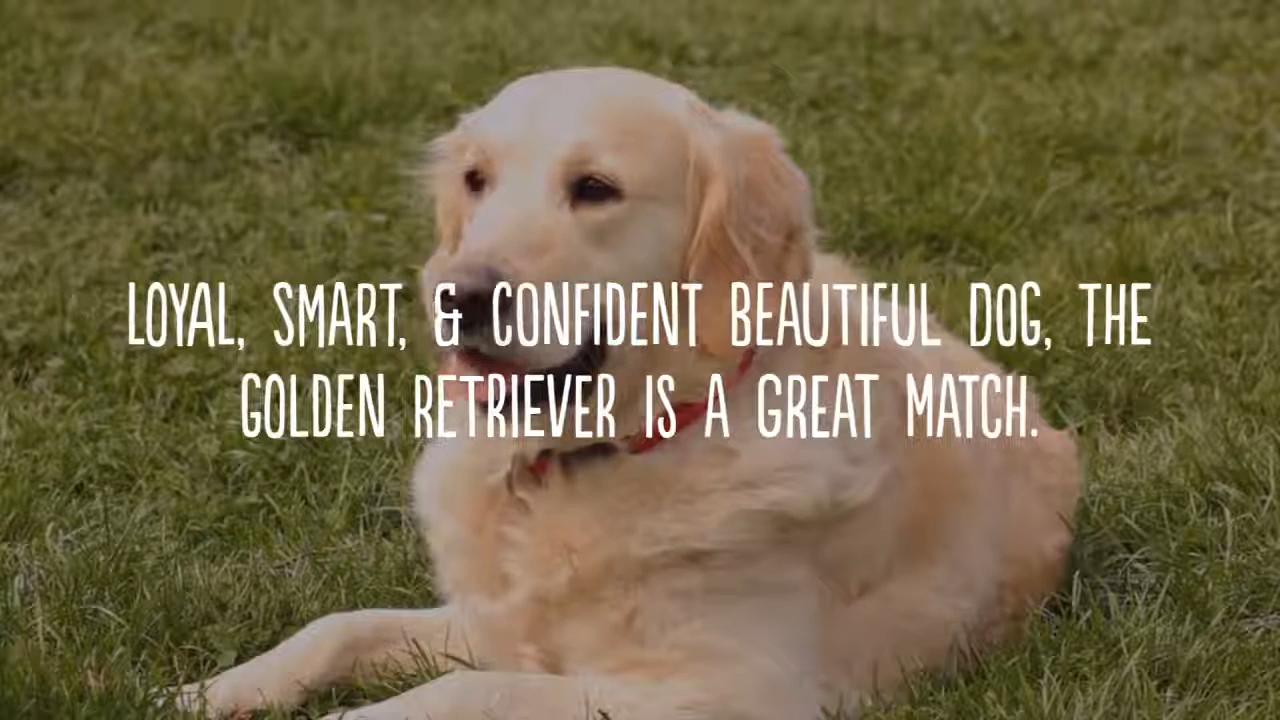 LOYAL, SMART, & CONFIDENT BEAUTIFUL DOG, THE
GOLDEN RETRIEVER IS A GREAT MATCH.